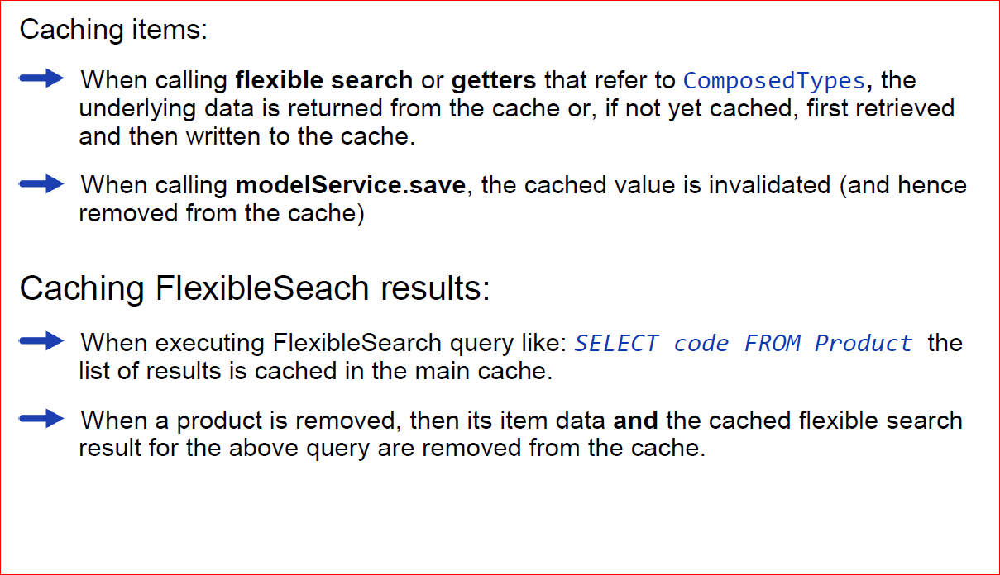 Caching items:
When calling flexible search or getters that refer to ComposedTypes, the
underlying data is returned from the cache or, if not yet cached, first retrieved
and then written to the cache.
When calling modelService.save, the cached value is invalidated (and hence
removed from the cache)
Caching FlexibleSeach results:
When executing FlexibleSearch query like: SELECT code FROM Product the
list of results is cached in the main cache.
When a product is removed, then its item data and the cached flexible search
result for the above query are removed from the cache.